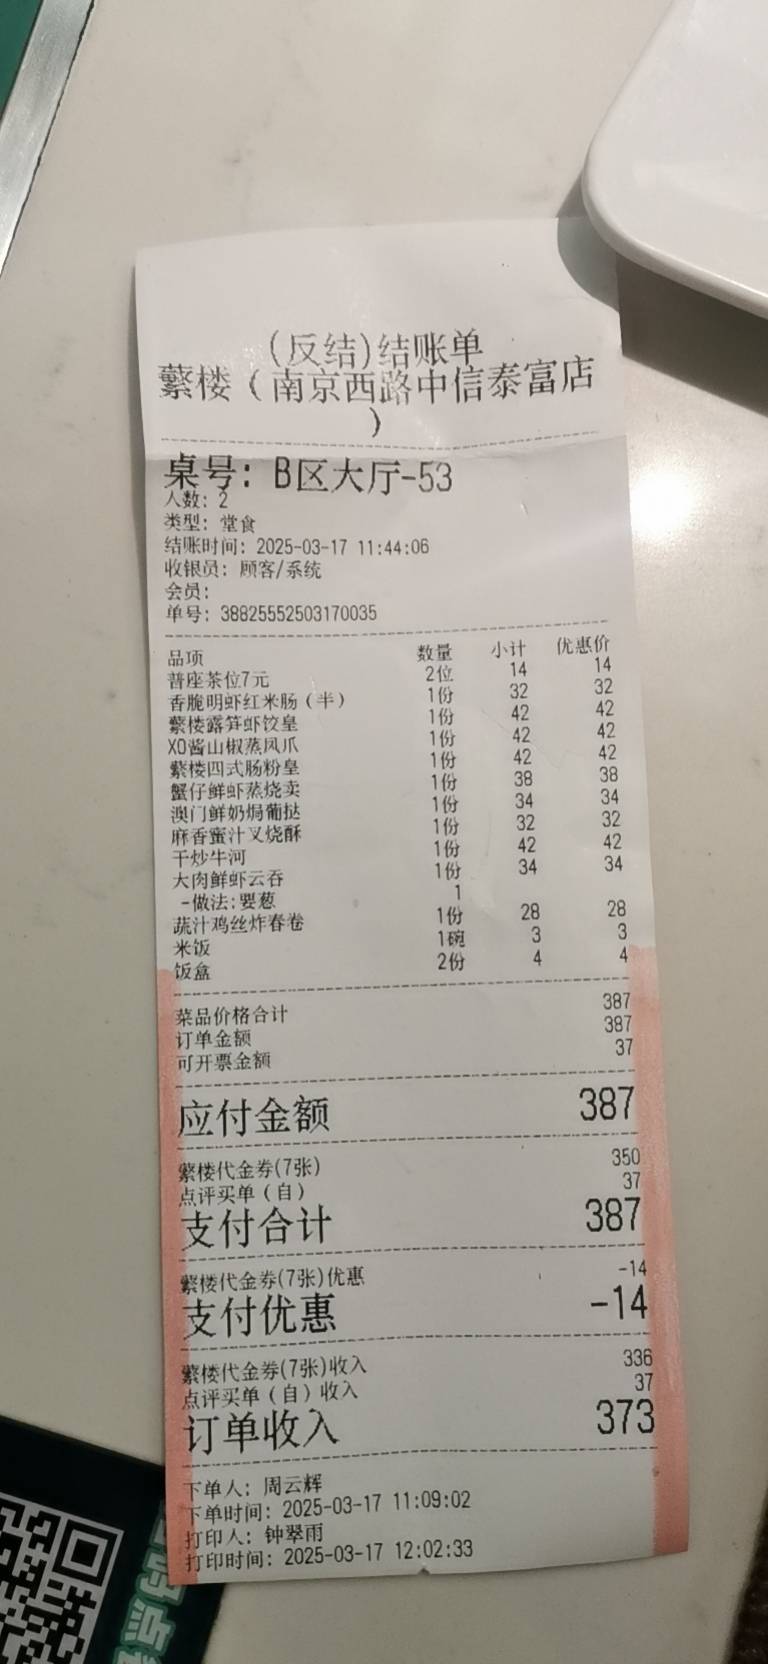 (反结)结账单
蘩楼（南京西路中信泰富店
）
桌号: B区大厅-53
人数: 2
类型: 堂食
结账时间: 2025-03-17 11:44:06
收银员: 顾客/系统
会员:
单号: 38825552503170035
品项 数量 小计 优惠价
普座茶位7元 2位 14 14
香脆明虾红米肠（半） 1份 32 32
蘩楼露笋虾饺皇 1份 42 42
XO酱山椒蒸凤爪 1份 42 42
蘩楼四式肠粉皇 1份 42 42
蟹仔鲜虾蒸烧卖 1份 38 38
澳门鲜奶焗葡挞 1份 34 34
麻香蜜汁叉烧酥 1份 32 32
干炒牛河 1份 42 42
大肉鲜虾云吞 1份 34 34
-做法:要葱 1
蔬汁鸡丝炸春卷 1份 28 28
米饭 1碗 3 3
饭盒 2份 4 4
菜品价格合计 387
订单金额 387
可开票金额 37
应付金额 387
蘩楼代金券(7张) 350
点评买单（自） 37
支付合计 387
蘩楼代金券(7张)优惠 -14
支付优惠 -14
蘩楼代金券(7张)收入 336
点评买单（自）收入 37
订单收入 373
下单人: 周云辉
下单时间: 2025-03-17 11:09:02
打印人: 钟翠雨
打印时间: 2025-03-17 12:02:33